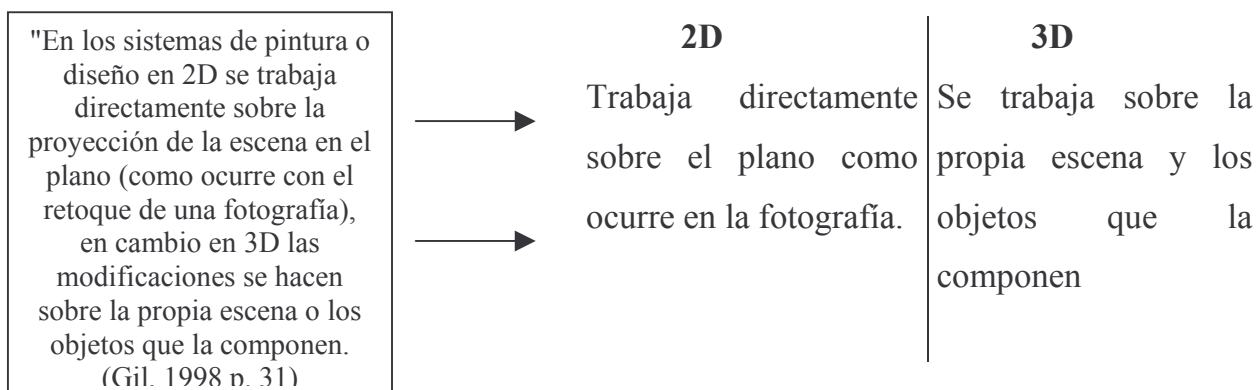 "En los sistemas de pintura o
diseño en 2D se trabaja
directamente sobre la
proyección de la escena en el
plano (como ocurre con el
retoque de una fotografía),
en cambio en 3D las
modificaciones se hacen
sobre la propia escena o los
objetos que la componen.
(Gil, 1998 p. 31)
2D
Trabaja directamente
sobre el plano como
ocurre en la fotografía.
3D
Se trabaja sobre la
propia escena y los
objetos que la
componen